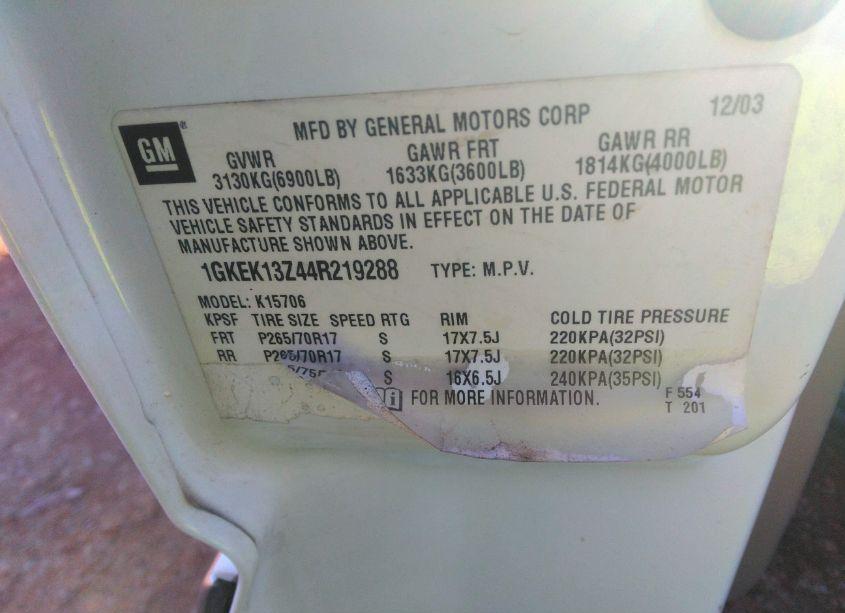 GM®
12/03
MFD BY GENERAL MOTORS CORP
GVWR GAWR FRT GAWR RR
3130KG(6900LB) 1633KG(3600LB) 1814KG(4000LB)
THIS VEHICLE CONFORMS TO ALL APPLICABLE U.S. FEDERAL MOTOR
VEHICLE SAFETY STANDARDS IN EFFECT ON THE DATE OF
MANUFACTURE SHOWN ABOVE.
1GKEK13Z44R219288 TYPE: M.P.V.
MODEL: K15706
KPSF TIRE SIZE SPEED RTG RIM COLD TIRE PRESSURE
FRT P265/70R17 S 17X7.5J 220KPA(32PSI)
RR P265/70R17 S 17X7.5J 220KPA(32PSI)
S 16X6.5J 240KPA(35PSI)
FOR MORE INFORMATION.
F 554
T 201